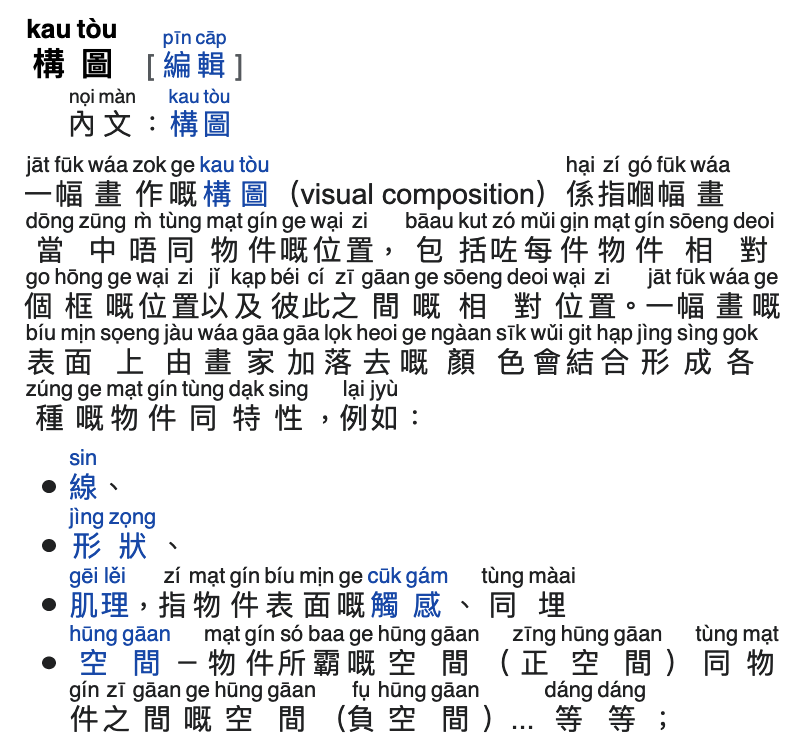 kau tòu
構圖
pīn cāp
[編輯]
nọi màn kau tòu
內文：構圖
jāt fūk wáa zok ge kau tòu hại zí gó fūk wáa
一幅畫作嘅構圖（visual composition）係指嗰幅畫
dōng zūng m̀ tùng mạt gín ge wại zi bāau kut zó mŭi gịn mạt gín sōeng deoi
當中唔同物件嘅位置，包括咗每件物件相對
go hōng ge wại zi jĭ kạp béi cí zī gāan ge sōeng deoi wại zi jāt fūk wáa ge
個框嘅位置以及彼此之間嘅相對位置。一幅畫嘅
bíu mịn sọeng jàu wáa gāa gāa lọk heoi ge ngàan sīk wŭi git hạp jìng sìng gok
表面上由畫家加落去嘅顏色會結合形成各
zúng ge mạt gín tùng dạk sing lại jyù
種嘅物件同特性，例如：
sin
• 線、
jìng zọng
• 形狀、
gēi lĕi zí mạt gín bíu mịn ge cūk gám tùng màai
• 肌理，指物件表面嘅觸感、同埋
hūng gāan mạt gín só baa ge hūng gāan zīng hūng gāan tùng mạt
• 空間－物件所霸嘅空間（正空間）同物
gín zī gāan ge hūng gāan fụ hūng gāan dáng dáng
件之間嘅空間（負空間）... 等等；